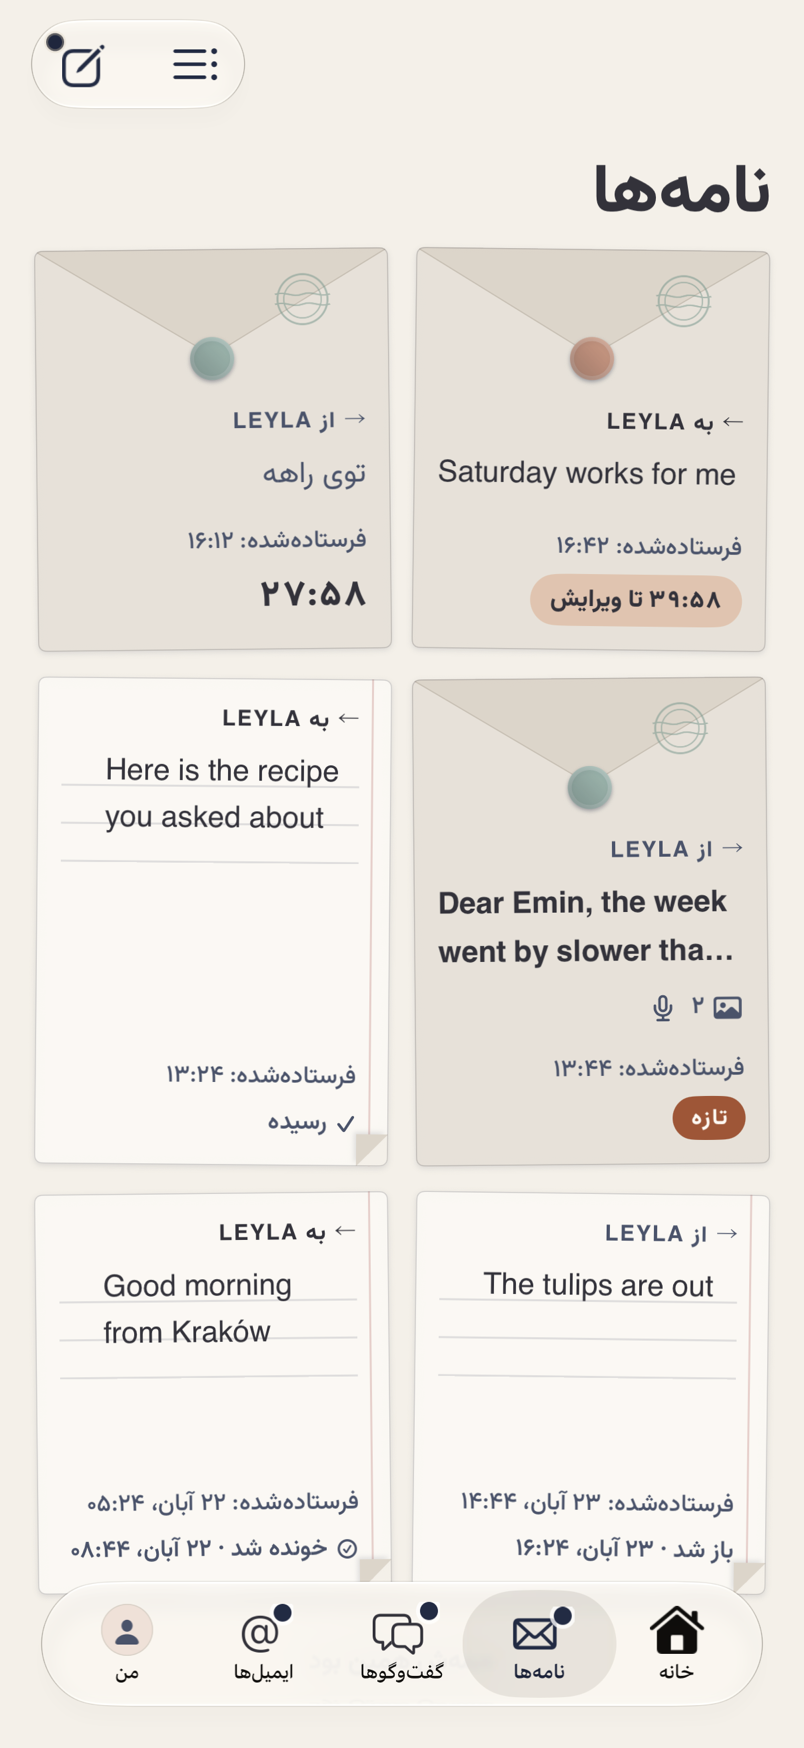 نامه‌ها
← به LEYLA
Saturday works for me
فرستاده‌شده: ۱۶:۴۲
۳۹:۵۸ تا ویرایش
→ از LEYLA
توی راهه
فرستاده‌شده: ۱۶:۱۲
۲۷:۵۸
→ از LEYLA
Dear Emin, the week
went by slower tha…
۲
فرستاده‌شده: ۱۳:۴۴
تازه
← به LEYLA
Here is the recipe
you asked about
فرستاده‌شده: ۱۳:۲۴
رسیده
→ از LEYLA
The tulips are out
فرستاده‌شده: ۲۳ آبان، ۱۴:۴۴
باز شد · ۲۳ آبان، ۱۶:۲۴
← به LEYLA
Good morning
from Kraków
فرستاده‌شده: ۲۲ آبان، ۰۵:۲۴
خونده شد · ۲۲ آبان، ۰۸:۴۴
خانه
نامه‌ها
گفت‌وگوها
ایمیل‌ها
من